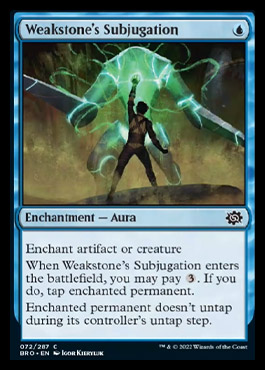 Weakstone's Subjugation
Enchantment — Aura
Enchant artifact or creature
When Weakstone's Subjugation enters
the battlefield, you may pay 3. If you
do, tap enchanted permanent.
Enchanted permanent doesn't untap
during its controller's untap step.
072/287 C
BRO • EN Igor Kieryluk
™ & © 2022 Wizards of the Coast